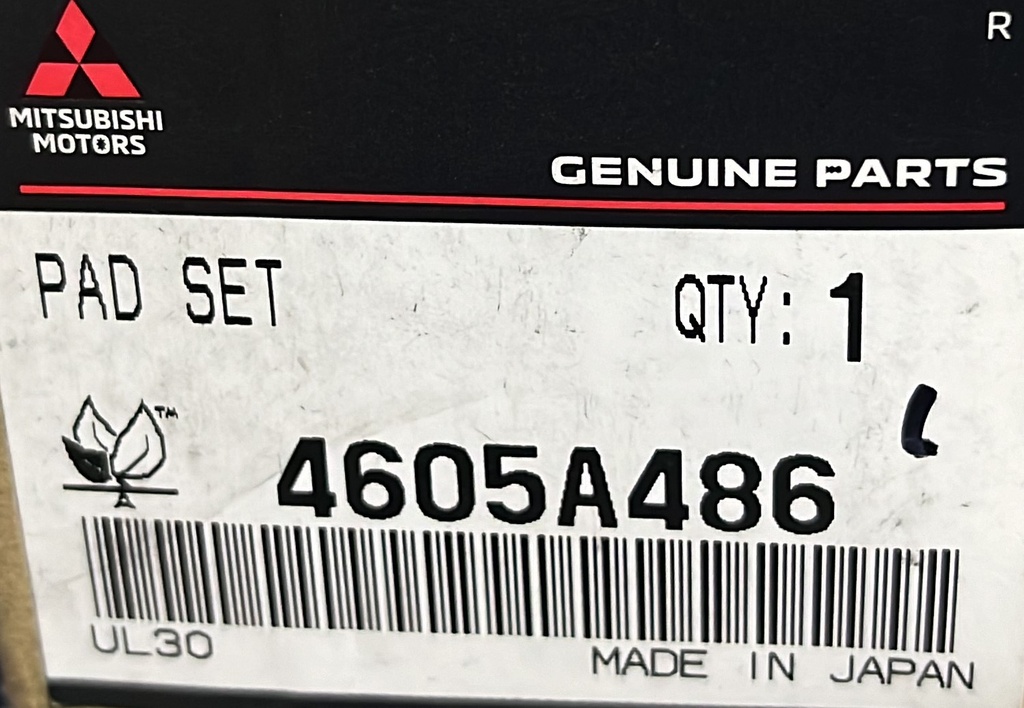 R
MITSUBISHI
MOTORS
GENUINE PARTS
PAD SET QTY: 1
TM
A
4605A486
UL30 MADE IN JAPAN